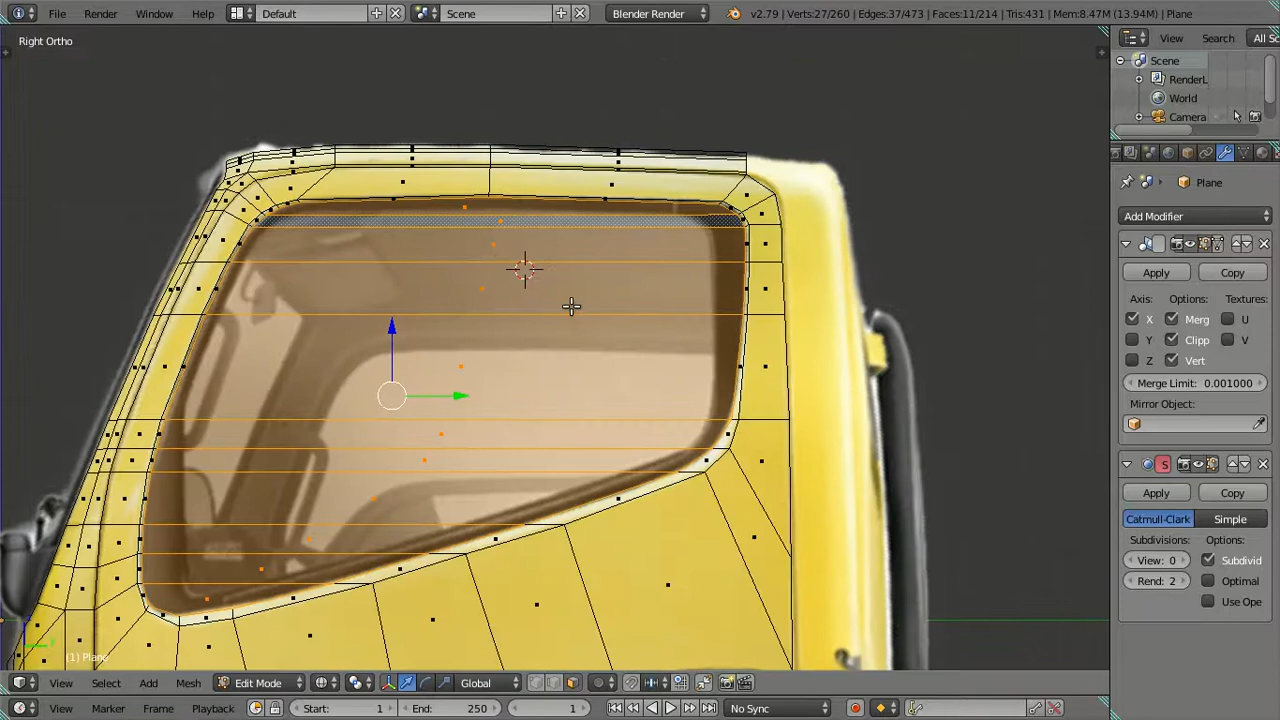 File Render Window Help Default Scene Blender Render v2.79 | Verts:27/260 | Edges:37/473 | Faces:11/214 | Tris:431 | Mem:8.47M (13.94M) | Plane
Right Ortho
View Search All Sc
Scene
RenderL
World
Camera
Plane
Add Modifier
Apply Copy
Axis: Options: Textures:
X Merg U
Y Clipp V
Z Vert
Merge Limit: 0.001000
Mirror Object:
S
Apply Copy
Catmull-Clark Simple
Subdivisions: Options:
View: 0 Subdivid
Rend: 2 Optimal
Use Ope
(1) Plane
View Select Add Mesh Edit Mode Global
View Marker Frame Playback Start: 1 End: 250 1 No Sync